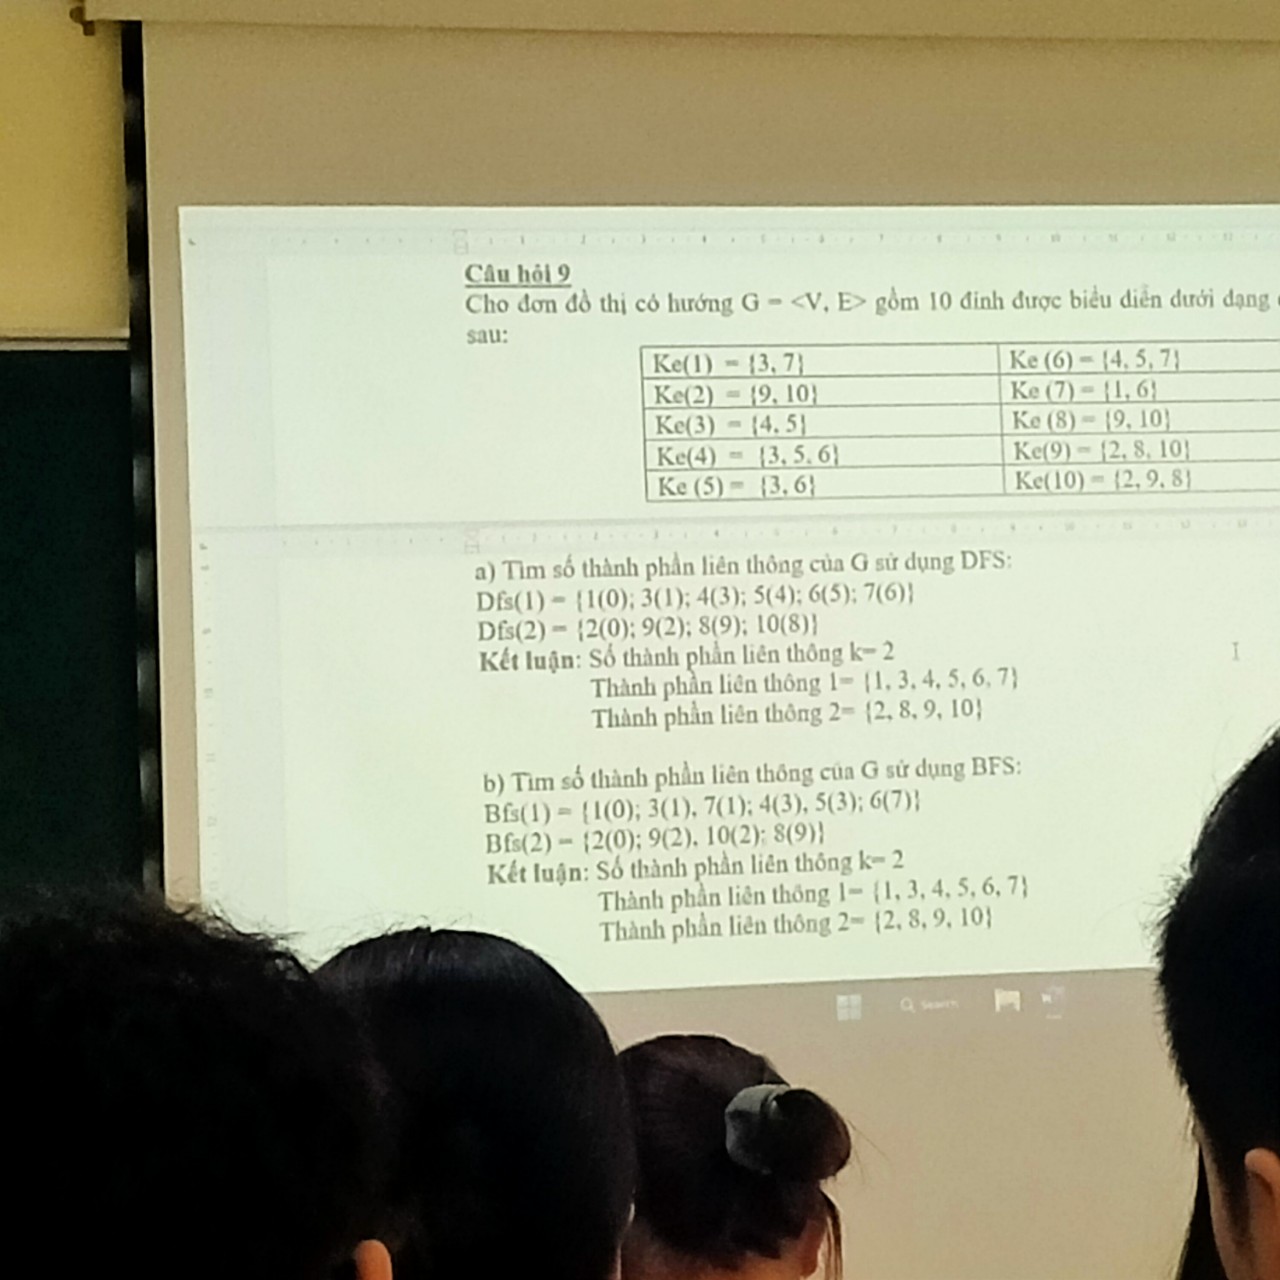 Câu hỏi 9
Cho đơn đồ thị có hướng G = <V, E> gồm 10 đỉnh được biểu diễn dưới dạng
sau:
Ke(1) = {3, 7}
Ke (6) = {4, 5, 7}
Ke(2) = {9, 10}
Ke (7) = {1, 6}
Ke(3) = {4, 5}
Ke (8) = {9, 10}
Ke(4) = {3, 5, 6}
Ke(9) = {2, 8, 10}
Ke (5) = {3, 6}
Ke(10) = {2, 9, 8}
a) Tìm số thành phần liên thông của G sử dụng DFS:
Dfs(1) = {1(0); 3(1); 4(3); 5(4); 6(5); 7(6)}
Dfs(2) = {2(0); 9(2); 8(9); 10(8)}
Kết luận: Số thành phần liên thông k= 2
Thành phần liên thông 1= {1, 3, 4, 5, 6, 7}
Thành phần liên thông 2= {2, 8, 9, 10}
b) Tìm số thành phần liên thông của G sử dụng BFS:
Bfs(1) = {1(0); 3(1), 7(1); 4(3), 5(3); 6(7)}
Bfs(2) = {2(0); 9(2), 10(2); 8(9)}
Kết luận: Số thành phần liên thông k= 2
Thành phần liên thông 1= {1, 3, 4, 5, 6, 7}
Thành phần liên thông 2= {2, 8, 9, 10}
Search